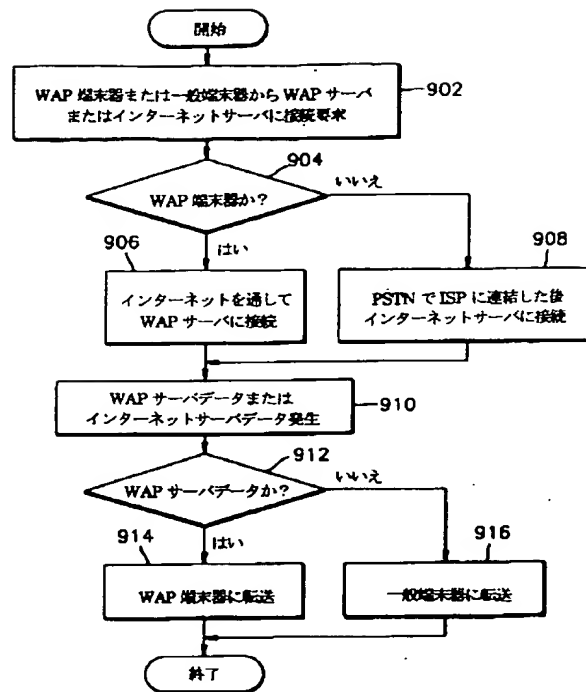 開始
WAP 端末器または一般端末器から WAP サーバ
またはインターネットサーバに接続要求
902
904
WAP 端末器か?
いいえ
906
はい
908
インターネットを通して
WAP サーバに接続
PSTN で ISP に連結した後
インターネットサーバに接続
WAP サーバデータまたは
インターネットサーバデータ発生
910
912
WAP サーバデータか?
いいえ
914
はい
916
WAP 端末器に転送
一般端末器に転送
終了